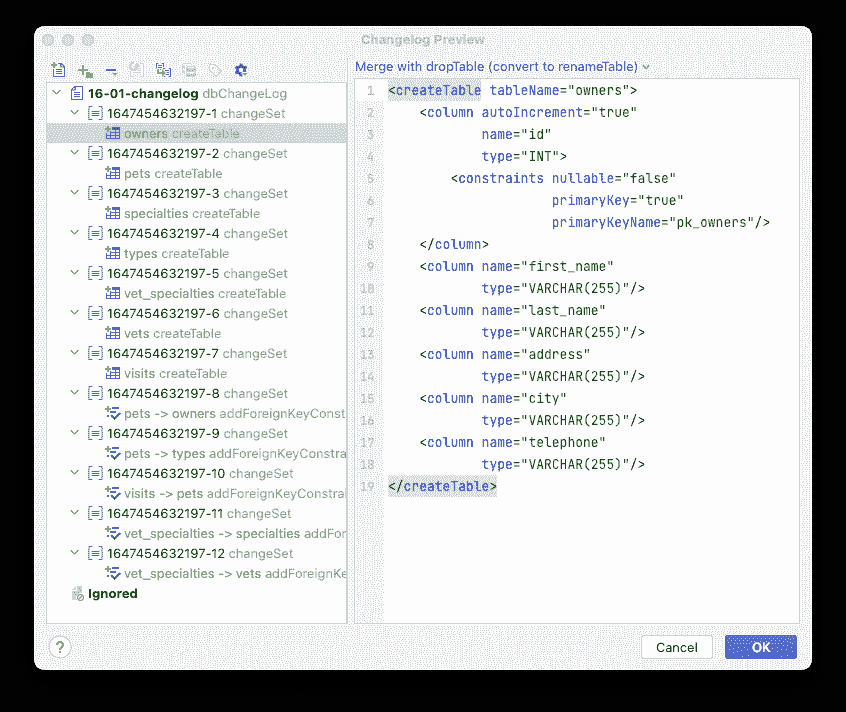 Changelog Preview
16-01-changelog dbChangeLog
1647454632197-1 changeSet
owners createTable
1647454632197-2 changeSet
pets createTable
1647454632197-3 changeSet
specialties createTable
1647454632197-4 changeSet
types createTable
1647454632197-5 changeSet
vet_specialties createTable
1647454632197-6 changeSet
vets createTable
1647454632197-7 changeSet
visits createTable
1647454632197-8 changeSet
pets -> owners addForeignKeyConst
1647454632197-9 changeSet
pets -> types addForeignKeyConstra
1647454632197-10 changeSet
visits -> pets addForeignKeyConstrai
1647454632197-11 changeSet
vet_specialties -> specialties addFor
1647454632197-12 changeSet
vet_specialties -> vets addForeignKe
Ignored
Merge with dropTable (convert to renameTable)
1 <createTable tableName="owners">
2 <column autoIncrement="true"
3 name="id"
4 type="INT">
5 <constraints nullable="false"
6 primaryKey="true"
7 primaryKeyName="pk_owners"/>
8 </column>
9 <column name="first_name"
10 type="VARCHAR(255)"/>
11 <column name="last_name"
12 type="VARCHAR(255)"/>
13 <column name="address"
14 type="VARCHAR(255)"/>
15 <column name="city"
16 type="VARCHAR(255)"/>
17 <column name="telephone"
18 type="VARCHAR(255)"/>
19 </createTable>
?
Cancel
OK